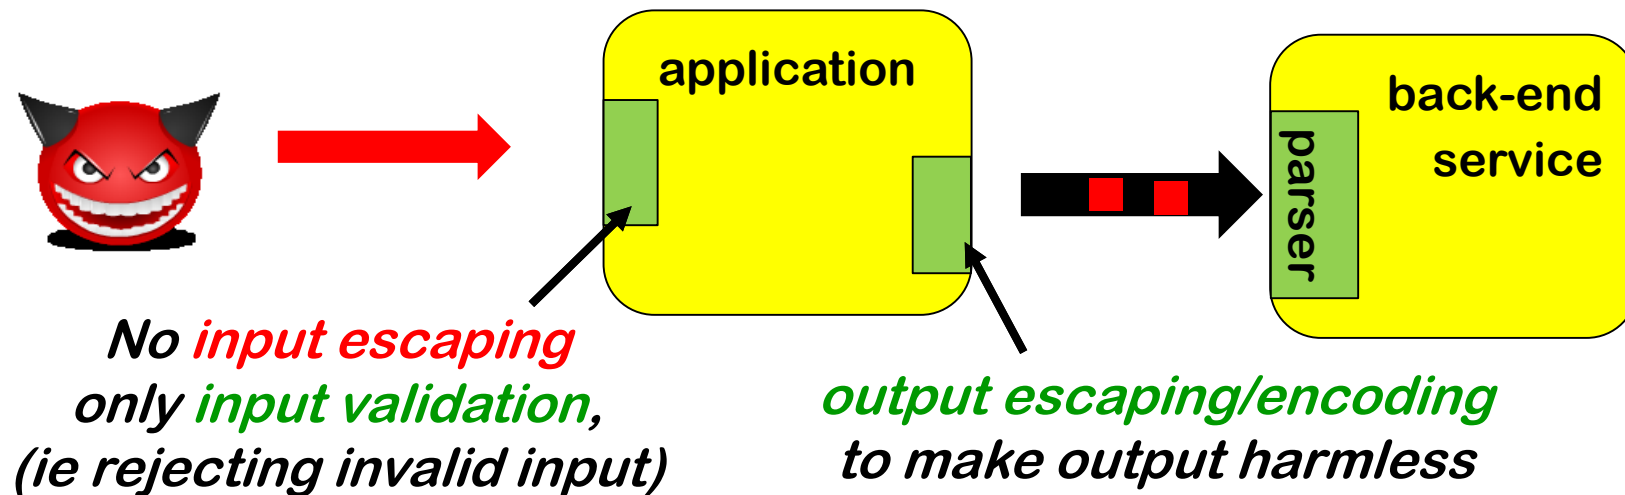 application
back-end
service
parser
No input escaping
only input validation,
(ie rejecting invalid input)
output escaping/encoding
to make output harmless